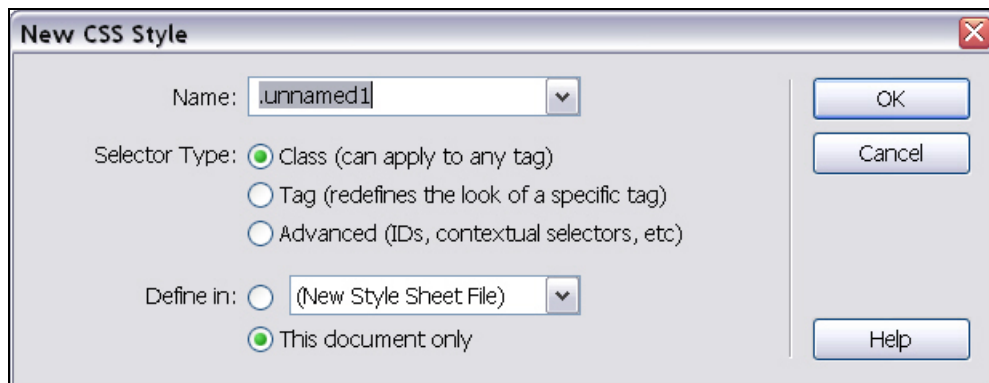 New CSS Style
Name: .unnamed1
OK
Selector Type: Class (can apply to any tag)
Cancel
Tag (redefines the look of a specific tag)
Advanced (IDs, contextual selectors, etc)
Define in: (New Style Sheet File)
This document only
Help